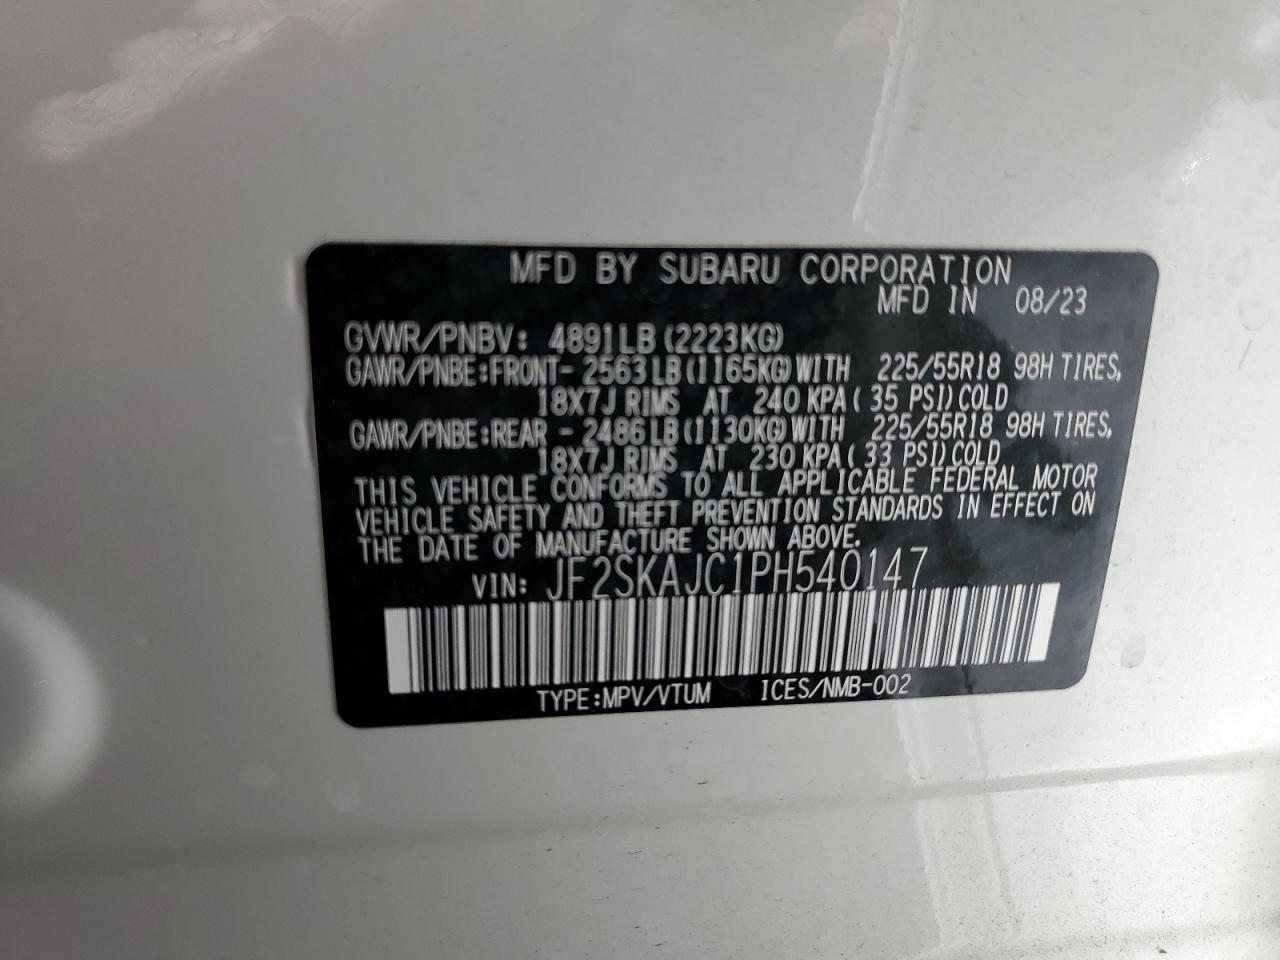 MFD BY SUBARU CORPORATION
MFD IN 08/23
GVWR/PNBV: 4891LB(2223KG)
GAWR/PNBE:FRONT- 2563LB(1165KG)WITH 225/55R18 98H TIRES,
18X7J RIMS AT 240 KPA( 35 PSI)COLD
GAWR/PNBE:REAR - 2486LB(1130KG)WITH 225/55R18 98H TIRES,
18X7J RIMS AT 230 KPA( 33 PSI)COLD
THIS VEHICLE CONFORMS TO ALL APPLICABLE FEDERAL MOTOR
VEHICLE SAFETY AND THEFT PREVENTION STANDARDS IN EFFECT ON
THE DATE OF MANUFACTURE SHOWN ABOVE.
VIN: JF2SKAJC1PH540147
TYPE:MPV/VTUM ICES/NMB-002